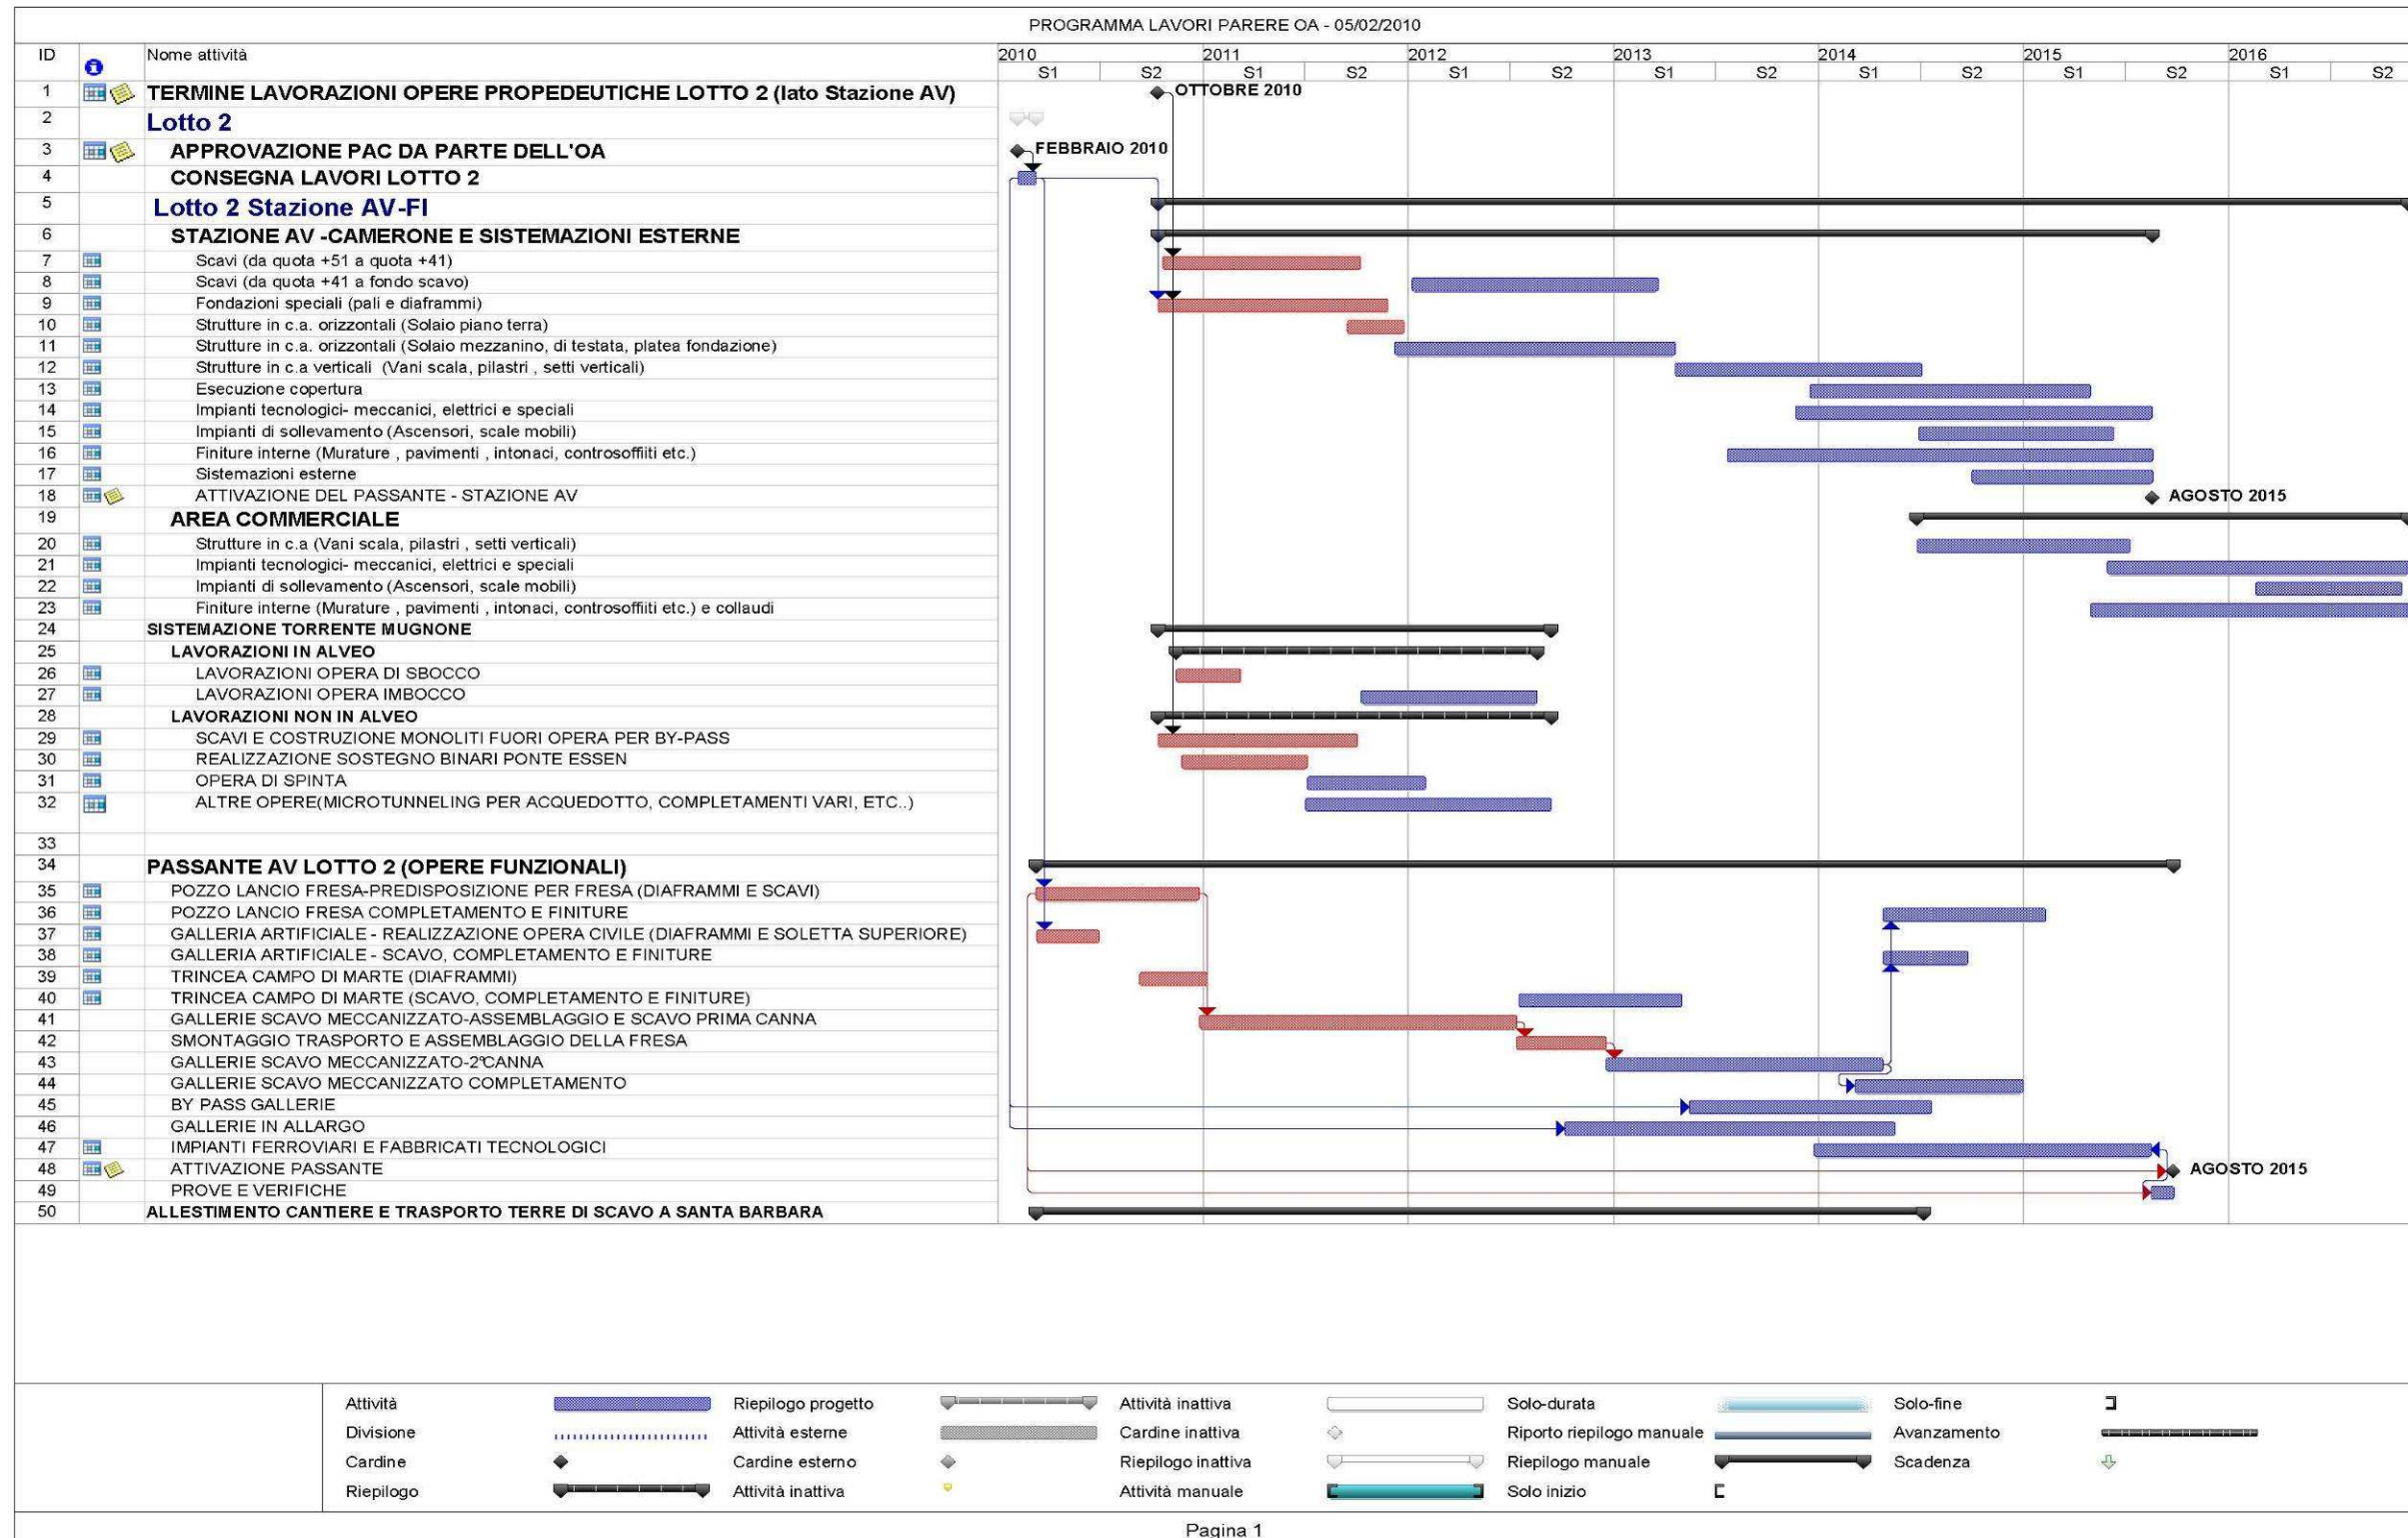 PROGRAMMA LAVORI PARERE OA - 05/02/2010
ID Nome attività 2010 2011 2012 2013 2014 2015 2016
S1 S2 S1 S2 S1 S2 S1 S2 S1 S2 S1 S2 S1 S2
1 TERMINE LAVORAZIONI OPERE PROPEDEUTICHE LOTTO 2 (lato Stazione AV) OTTOBRE 2010
2 Lotto 2
3 APPROVAZIONE PAC DA PARTE DELL'OA FEBBRAIO 2010
4 CONSEGNA LAVORI LOTTO 2
5 Lotto 2 Stazione AV-FI
6 STAZIONE AV -CAMERONE E SISTEMAZIONI ESTERNE
7 Scavi (da quota +51 a quota +41)
8 Scavi (da quota +41 a fondo scavo)
9 Fondazioni speciali (pali e diaframmi)
10 Strutture in c.a. orizzontali (Solaio piano terra)
11 Strutture in c.a. orizzontali (Solaio mezzanino, di testata, platea fondazione)
12 Strutture in c.a verticali (Vani scala, pilastri , setti verticali)
13 Esecuzione copertura
14 Impianti tecnologici- meccanici, elettrici e speciali
15 Impianti di sollevamento (Ascensori, scale mobili)
16 Finiture interne (Murature , pavimenti , intonaci, controsoffiiti etc.)
17 Sistemazioni esterne
18 ATTIVAZIONE DEL PASSANTE - STAZIONE AV AGOSTO 2015
19 AREA COMMERCIALE
20 Strutture in c.a (Vani scala, pilastri , setti verticali)
21 Impianti tecnologici- meccanici, elettrici e speciali
22 Impianti di sollevamento (Ascensori, scale mobili)
23 Finiture interne (Murature , pavimenti , intonaci, controsoffiiti etc.) e collaudi
24 SISTEMAZIONE TORRENTE MUGNONE
25 LAVORAZIONI IN ALVEO
26 LAVORAZIONI OPERA DI SBOCCO
27 LAVORAZIONI OPERA IMBOCCO
28 LAVORAZIONI NON IN ALVEO
29 SCAVI E COSTRUZIONE MONOLITI FUORI OPERA PER BY-PASS
30 REALIZZAZIONE SOSTEGNO BINARI PONTE ESSEN
31 OPERA DI SPINTA
32 ALTRE OPERE(MICROTUNNELING PER ACQUEDOTTO, COMPLETAMENTI VARI, ETC..)
33
34 PASSANTE AV LOTTO 2 (OPERE FUNZIONALI)
35 POZZO LANCIO FRESA-PREDISPOSIZIONE PER FRESA (DIAFRAMMI E SCAVI)
36 POZZO LANCIO FRESA COMPLETAMENTO E FINITURE
37 GALLERIA ARTIFICIALE - REALIZZAZIONE OPERA CIVILE (DIAFRAMMI E SOLETTA SUPERIORE)
38 GALLERIA ARTIFICIALE - SCAVO, COMPLETAMENTO E FINITURE
39 TRINCEA CAMPO DI MARTE (DIAFRAMMI)
40 TRINCEA CAMPO DI MARTE (SCAVO, COMPLETAMENTO E FINITURE)
41 GALLERIE SCAVO MECCANIZZATO-ASSEMBLAGGIO E SCAVO PRIMA CANNA
42 SMONTAGGIO TRASPORTO E ASSEMBLAGGIO DELLA FRESA
43 GALLERIE SCAVO MECCANIZZATO-2°CANNA
44 GALLERIE SCAVO MECCANIZZATO COMPLETAMENTO
45 BY PASS GALLERIE
46 GALLERIE IN ALLARGO
47 IMPIANTI FERROVIARI E FABBRICATI TECNOLOGICI
48 ATTIVAZIONE PASSANTE AGOSTO 2015
49 PROVE E VERIFICHE
50 ALLESTIMENTO CANTIERE E TRASPORTO TERRE DI SCAVO A SANTA BARBARA
Attività Riepilogo progetto Attività inattiva Solo-durata Solo-fine
Divisione Attività esterne Cardine inattiva Riporto riepilogo manuale Avanzamento
Cardine Cardine esterno Riepilogo inattiva Riepilogo manuale Scadenza
Riepilogo Attività inattiva Attività manuale Solo inizio
Pagina 1